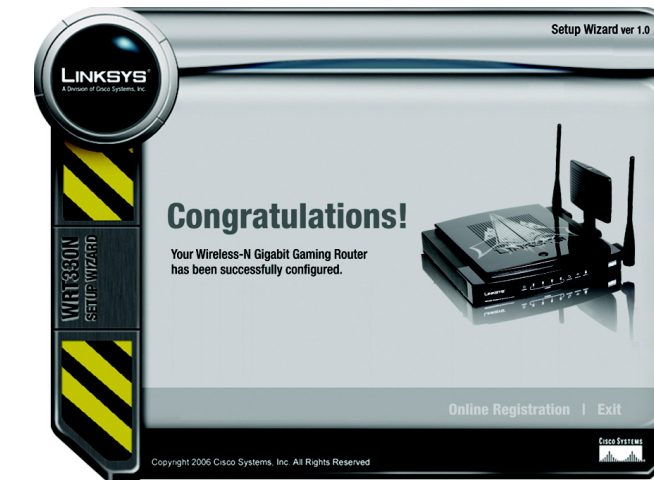 Setup Wizard ver 1.0
LINKSYS®
A Division of Cisco Systems, Inc.
WRT330N
SETUP WIZARD
Congratulations!
Your Wireless-N Gigabit Gaming Router
has been successfully configured.
LINKSYS
Online Registration | Exit
CISCO SYSTEMS
Copyright 2006 Cisco Systems, Inc. All Rights Reserved